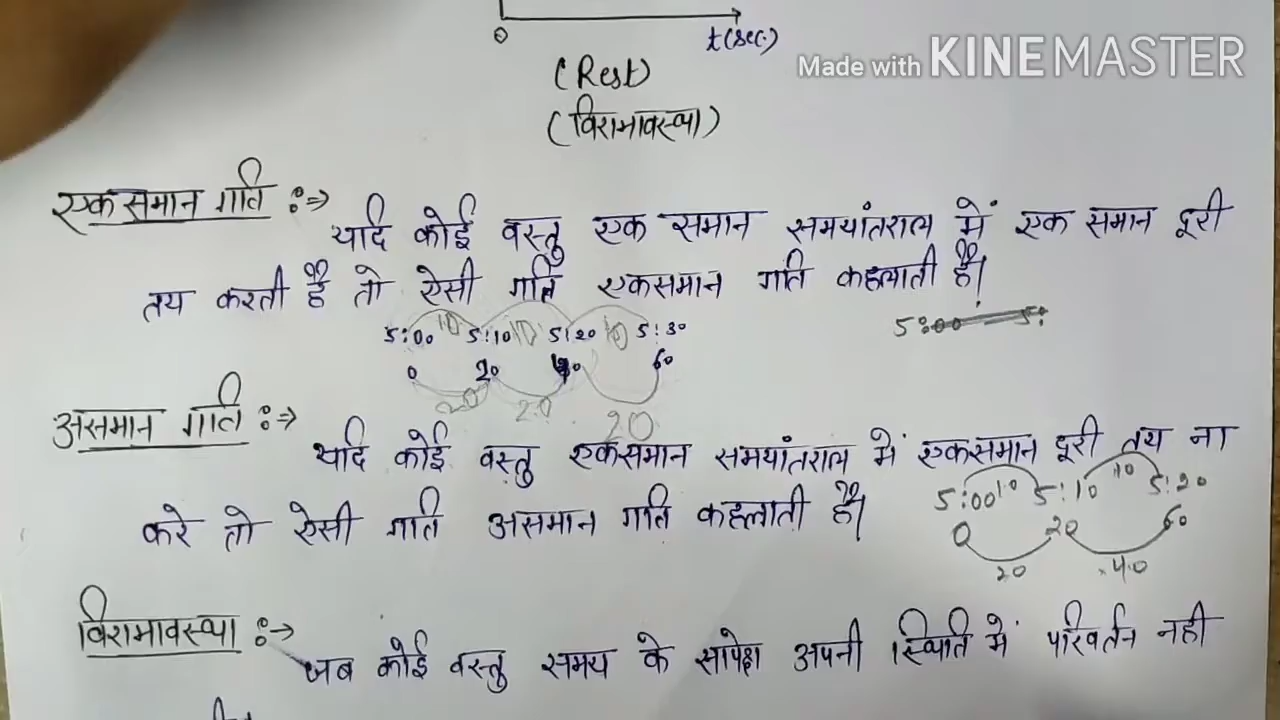 0 t(sec.)
Made with KINEMASTER
(Rest)
(विरामावस्था)
एक समान गति :⇒
यदि कोई वस्तु एक समान समयांतराल में एक समान दूरी
तय करती है तो ऐसी गति एकसमान गति कहलाती है।
5:00 10 5:10 10 5:20 10 5:30
5:00 5:
0 20 40 60
20 20 20
असमान गति :⇒
यदि कोई वस्तु एकसमान समयांतराल में एकसमान दूरी तय ना
5:00 10 5:10 10 5:20
करे तो ऐसी गति असमान गति कहलाती है।
0 20 60
20 40
विरामावस्था :→
जब कोई वस्तु समय के सापेक्ष अपनी स्थिति में परिवर्तन नही